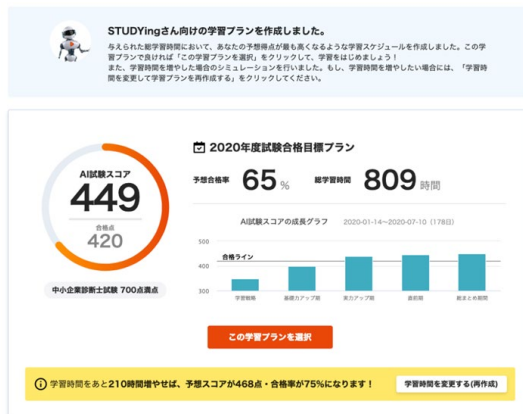 STUDYingさん向けの学習プランを作成しました。
与えられた総学習時間において、あなたの予想得点が最も高くなるような学習スケジュールを作成しました。この学
習プランで良ければ「この学習プランを選択」をクリックして、学習をはじめましょう！
また、学習時間を増やした場合のシミュレーションを行いました。もし、学習時間を増やしたい場合には、「学習時
間を変更して学習プランを再作成する」をクリックしてください。
2020年度試験合格目標プラン
AI試験スコア
449
合格点
420
中小企業診断士試験 700点満点
予想合格率 65 % 総学習時間 809 時間
AI試験スコアの成長グラフ 2020-01-14〜2020-07-10（178日）
500
合格ライン
400
300
学習戦略 基礎力アップ期 実力アップ期 直前期 総まとめ期間
この学習プランを選択
学習時間をあと210時間増やせば、予想スコアが468点・合格率が75%になります！
学習時間を変更する(再作成)